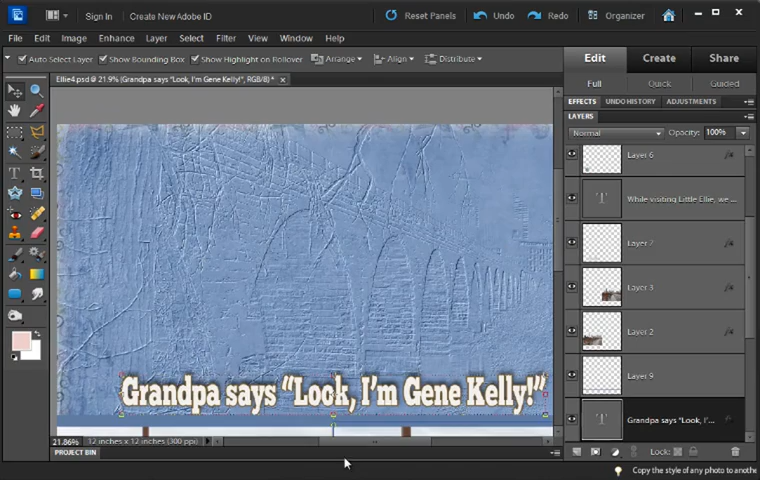 Sign In Create New Adobe ID Reset Panels Undo Redo Organizer
File Edit Image Enhance Layer Select Filter View Window Help
Auto Select Layer Show Bounding Box Show Highlight on Rollover Arrange Align Distribute
Edit Create Share
Ellie4.psd @ 21.9% (Grandpa says "Look, I'm Gene Kelly!", RGB/8) *
Full Quick Guided
EFFECTS UNDO HISTORY ADJUSTMENTS
LAYERS
Normal Opacity: 100%
Layer 6
While visiting Little Ellie, we ...
Layer 7
Layer 3
Layer 2
Layer 9
Grandpa says “Look, I’m Gene Kelly!”
Grandpa says "Look, I'...
21.86% 12 inches x 12 inches (300 ppi)
PROJECT BIN
Lock:
Copy the style of any photo to anothe